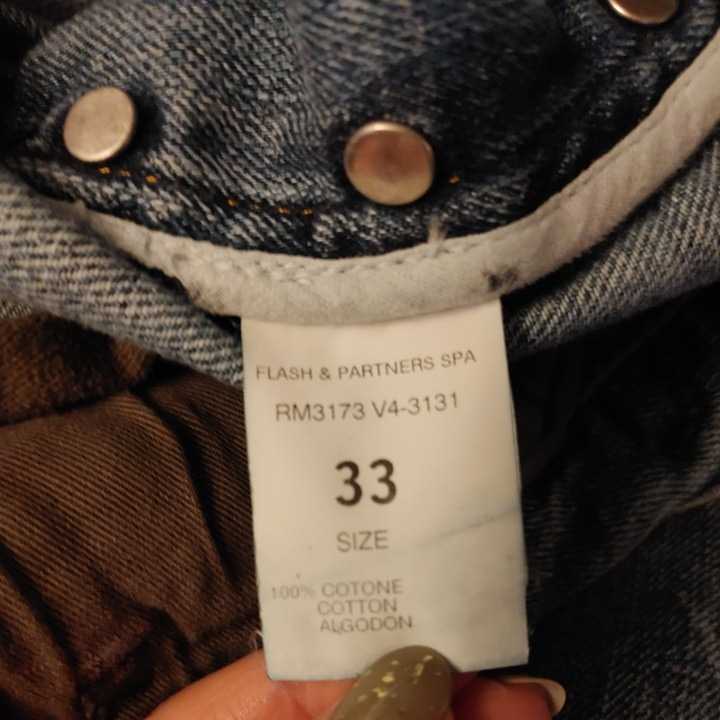 FLASH & PARTNERS SPA
RM3173 V4-3131
33
SIZE
100% COTONE
COTTON
ALGODON